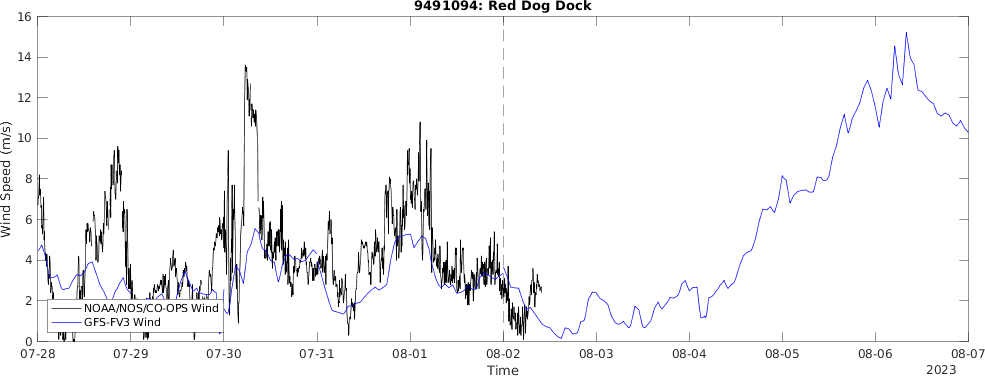 9491094: Red Dog Dock
16
14
12
10
8
6
4
2
0
Wind Speed (m/s)
NOAA/NOS/CO-OPS Wind
GFS-FV3 Wind
07-28 07-29 07-30 07-31 08-01 08-02 08-03 08-04 08-05 08-06 08-07
Time
2023